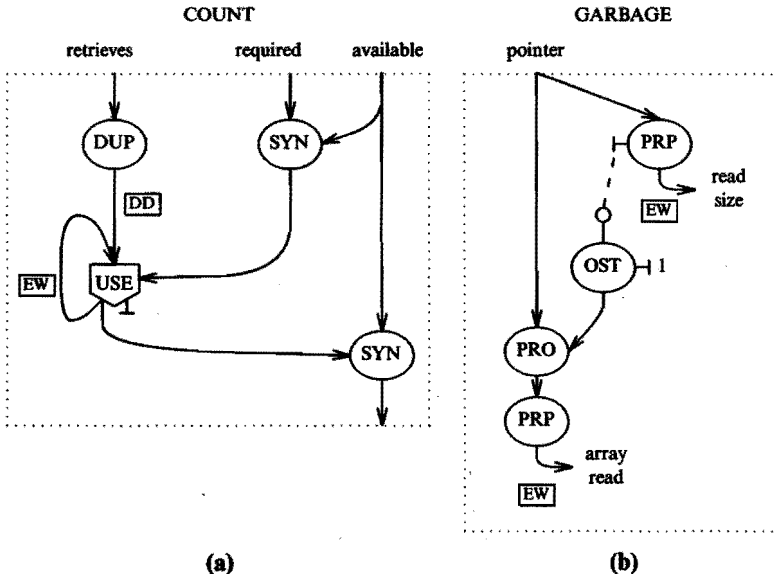 COUNT
GARBAGE
retrieves
required
available
pointer
DUP
SYN
PRP
DD
read
size
EW
EW
USE
OST
1
SYN
PRO
PRP
array
read
EW
(a)
(b)